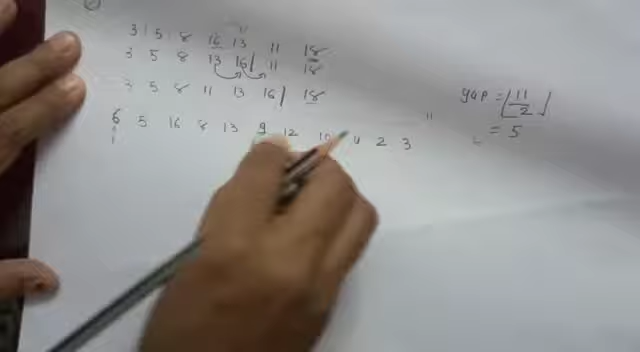 3 5 8 16 13 11 18
3 5 8 13 16 11 18
3 5 8 11 13 16 18
6 5 16 8 13 9 12 10 4 2 3
1
gap = ⌊11/2⌋
= 5